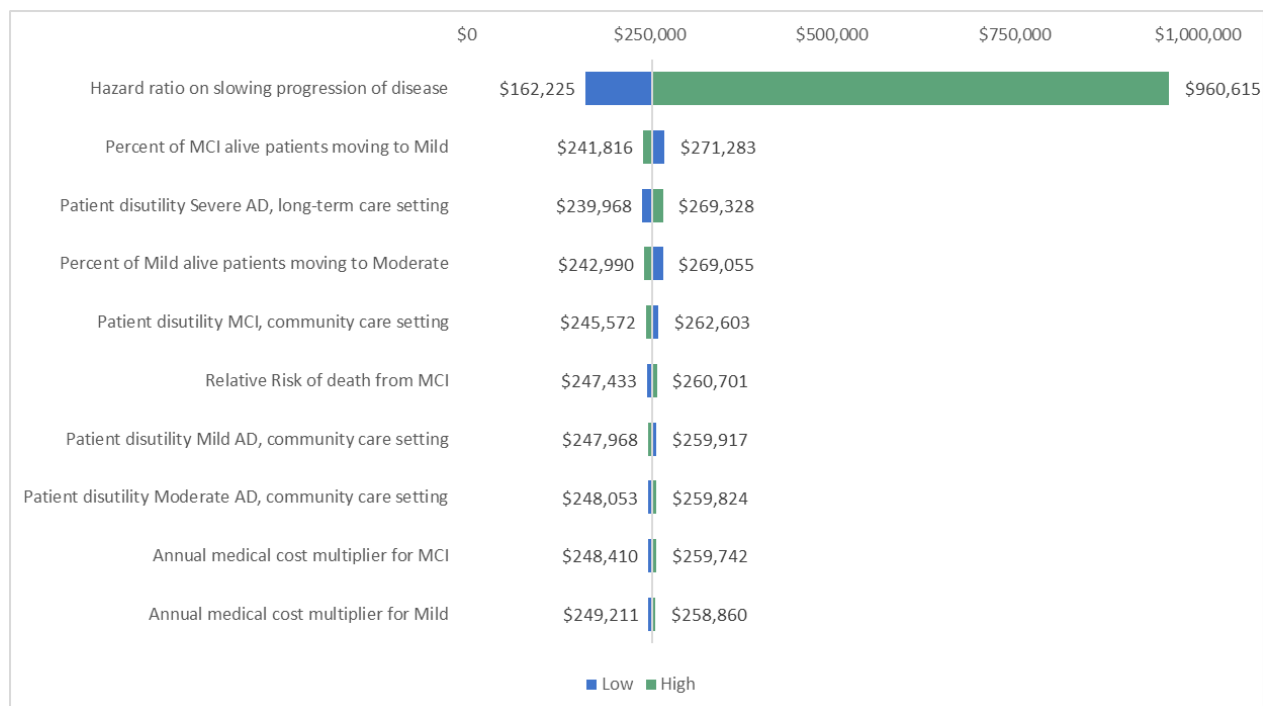 $0 $250,000 $500,000 $750,000 $1,000,000
Hazard ratio on slowing progression of disease $162,225 $960,615
Percent of MCI alive patients moving to Mild $241,816 $271,283
Patient disutility Severe AD, long-term care setting $239,968 $269,328
Percent of Mild alive patients moving to Moderate $242,990 $269,055
Patient disutility MCI, community care setting $245,572 $262,603
Relative Risk of death from MCI $247,433 $260,701
Patient disutility Mild AD, community care setting $247,968 $259,917
Patient disutility Moderate AD, community care setting $248,053 $259,824
Annual medical cost multiplier for MCI $248,410 $259,742
Annual medical cost multiplier for Mild $249,211 $258,860
Low High